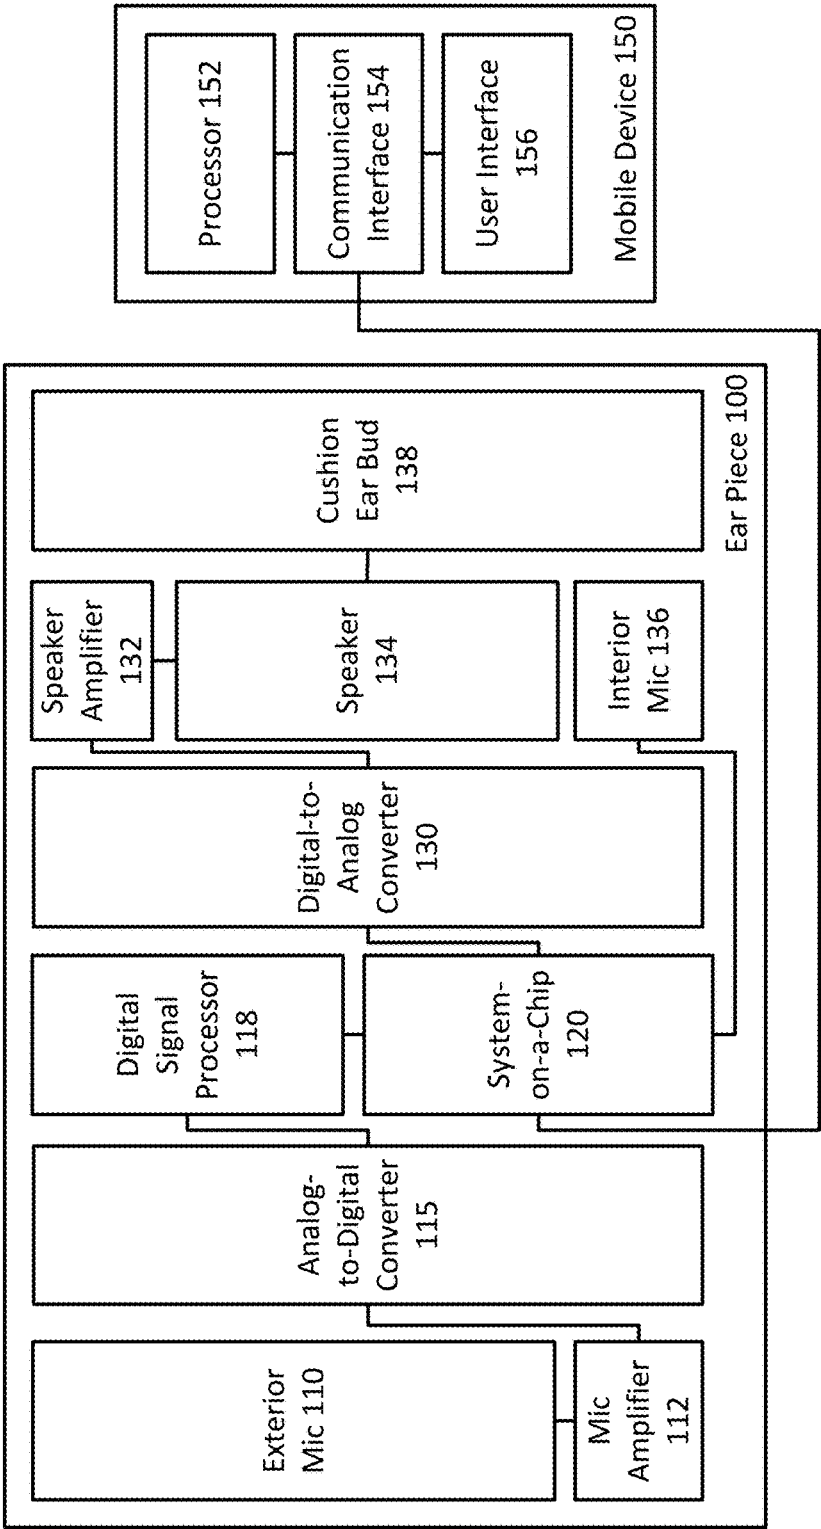 Exterior
Mic 110
Mic
Amplifier
112
Analog-
to-Digital
Converter
115
Digital
Signal
Processor
118
System-
on-a-Chip
120
Digital-to-
Analog
Converter
130
Speaker
Amplifier
132
Speaker
134
Interior
Mic 136
Cushion
Ear Bud
138
Ear Piece 100
Processor 152
Communication
Interface 154
User Interface
156
Mobile Device 150